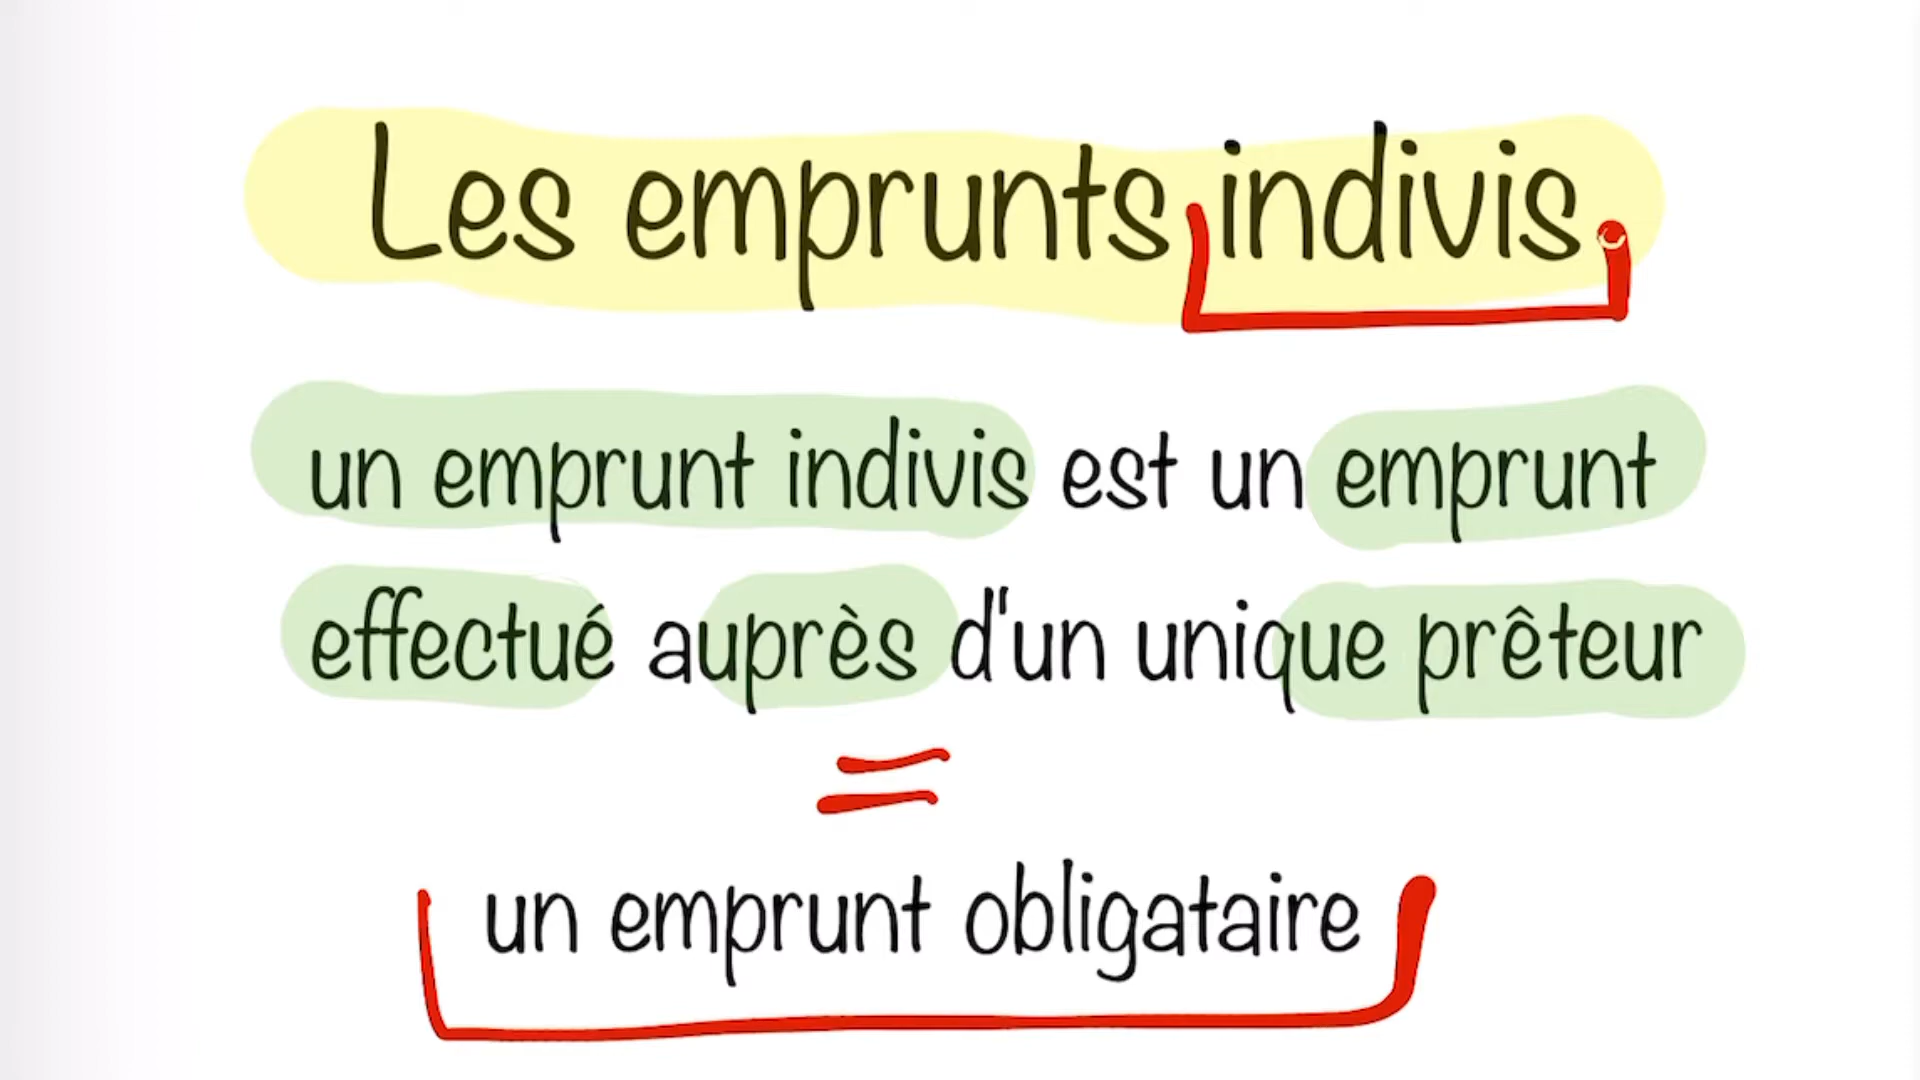 Les emprunts indivis.
un emprunt indivis est un emprunt
effectué auprès d'un unique prêteur
=
un emprunt obligataire